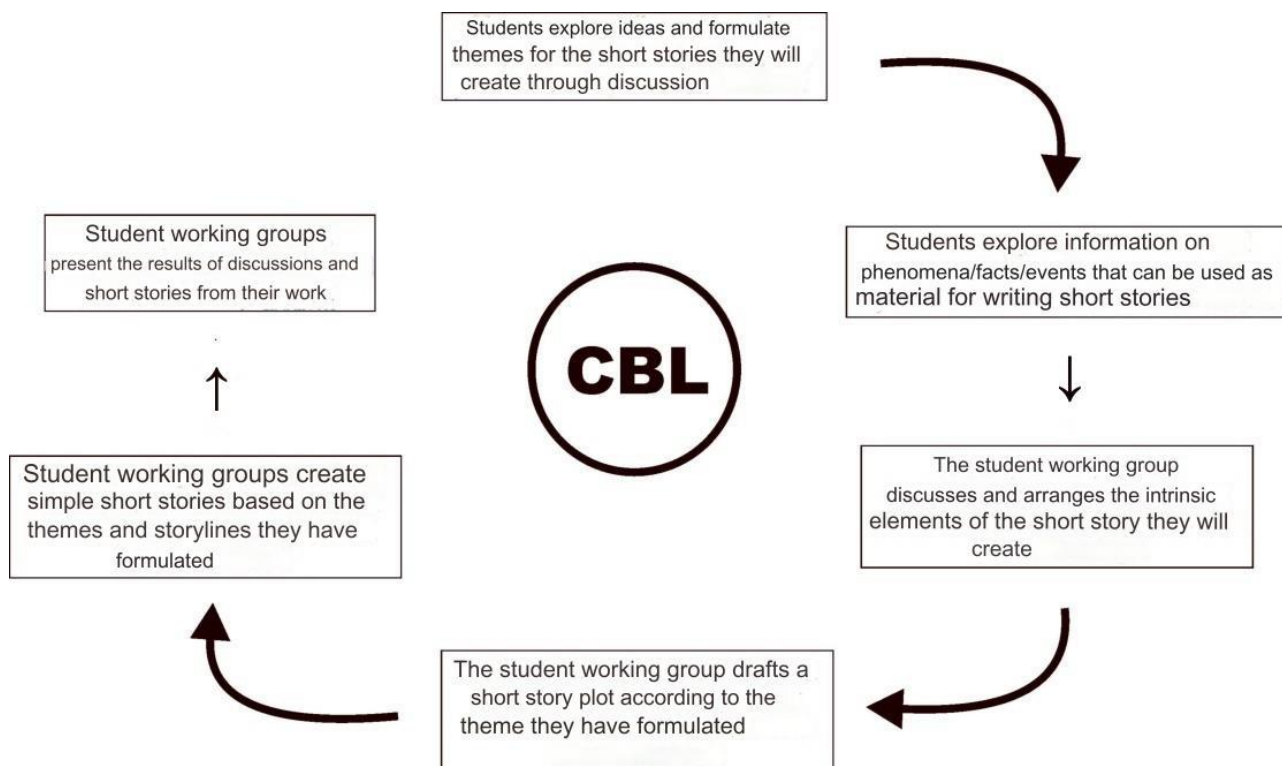 Students explore ideas and formulate
themes for the short stories they will
create through discussion
Students explore information on
phenomena/facts/events that can be used as
material for writing short stories
The student working group
discusses and arranges the intrinsic
elements of the short story they will
create
The student working group drafts a
short story plot according to the
theme they have formulated
Student working groups create
simple short stories based on the
themes and storylines they have
formulated
Student working groups
present the results of discussions and
short stories from their work
CBL